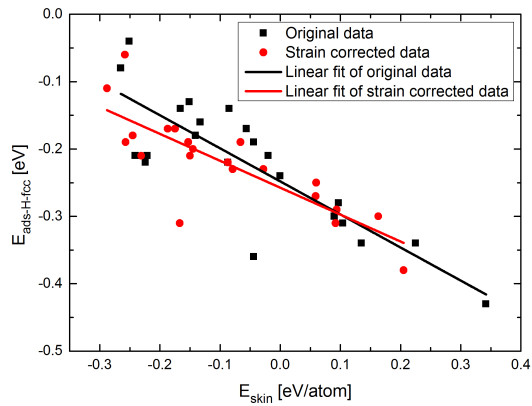 Original data
Strain corrected data
Linear fit of original data
Linear fit of strain corrected data
0.0
-0.1
-0.2
-0.3
-0.4
-0.5
E_ads-H-fcc [eV]
-0.3 -0.2 -0.1 0.0 0.1 0.2 0.3 0.4
E_skin [eV/atom]